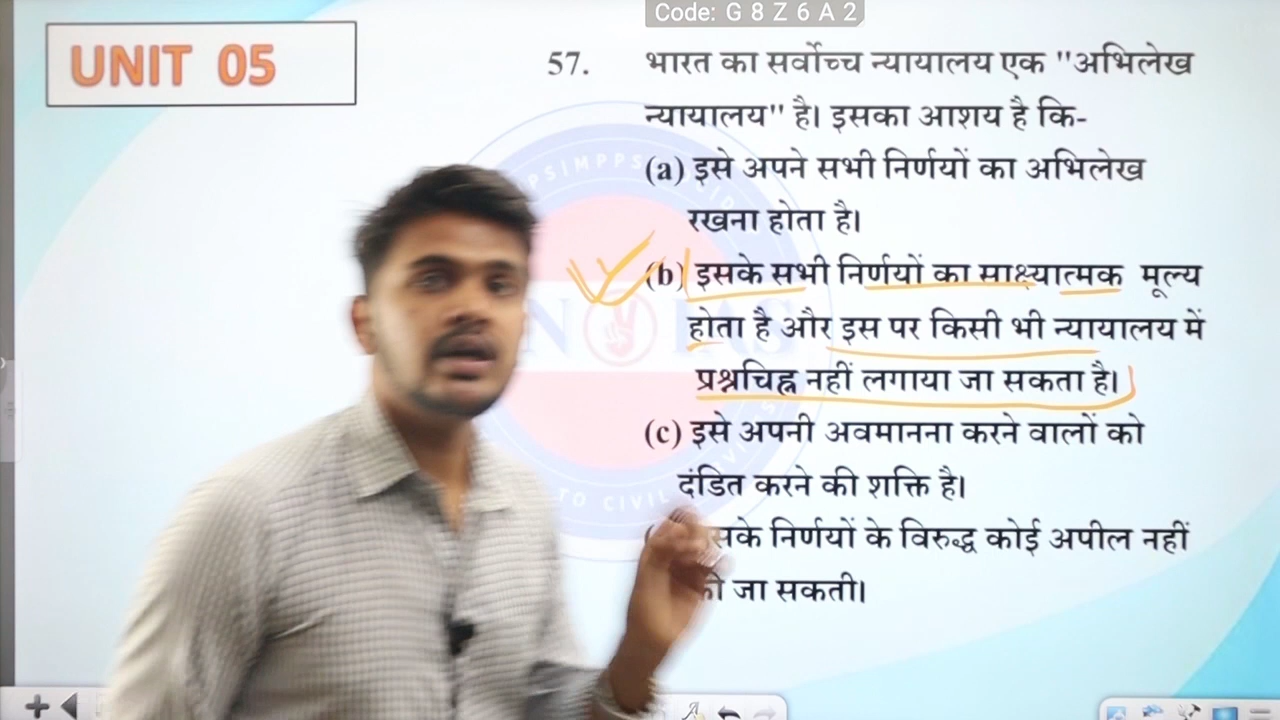 Code: G 8 Z 6 A 2
UNIT 05
57. भारत का सर्वोच्च न्यायालय एक "अभिलेख
न्यायालय" है। इसका आशय है कि-
(a) इसे अपने सभी निर्णयों का अभिलेख
रखना होता है।
(b) इसके सभी निर्णयों का साक्ष्यात्मक मूल्य
होता है और इस पर किसी भी न्यायालय में
प्रश्नचिह्न नहीं लगाया जा सकता है।
(c) इसे अपनी अवमानना करने वालों को
दंडित करने की शक्ति है।
के निर्णयों के विरुद्ध कोई अपील नहीं
जा सकती।
TO CIVIL